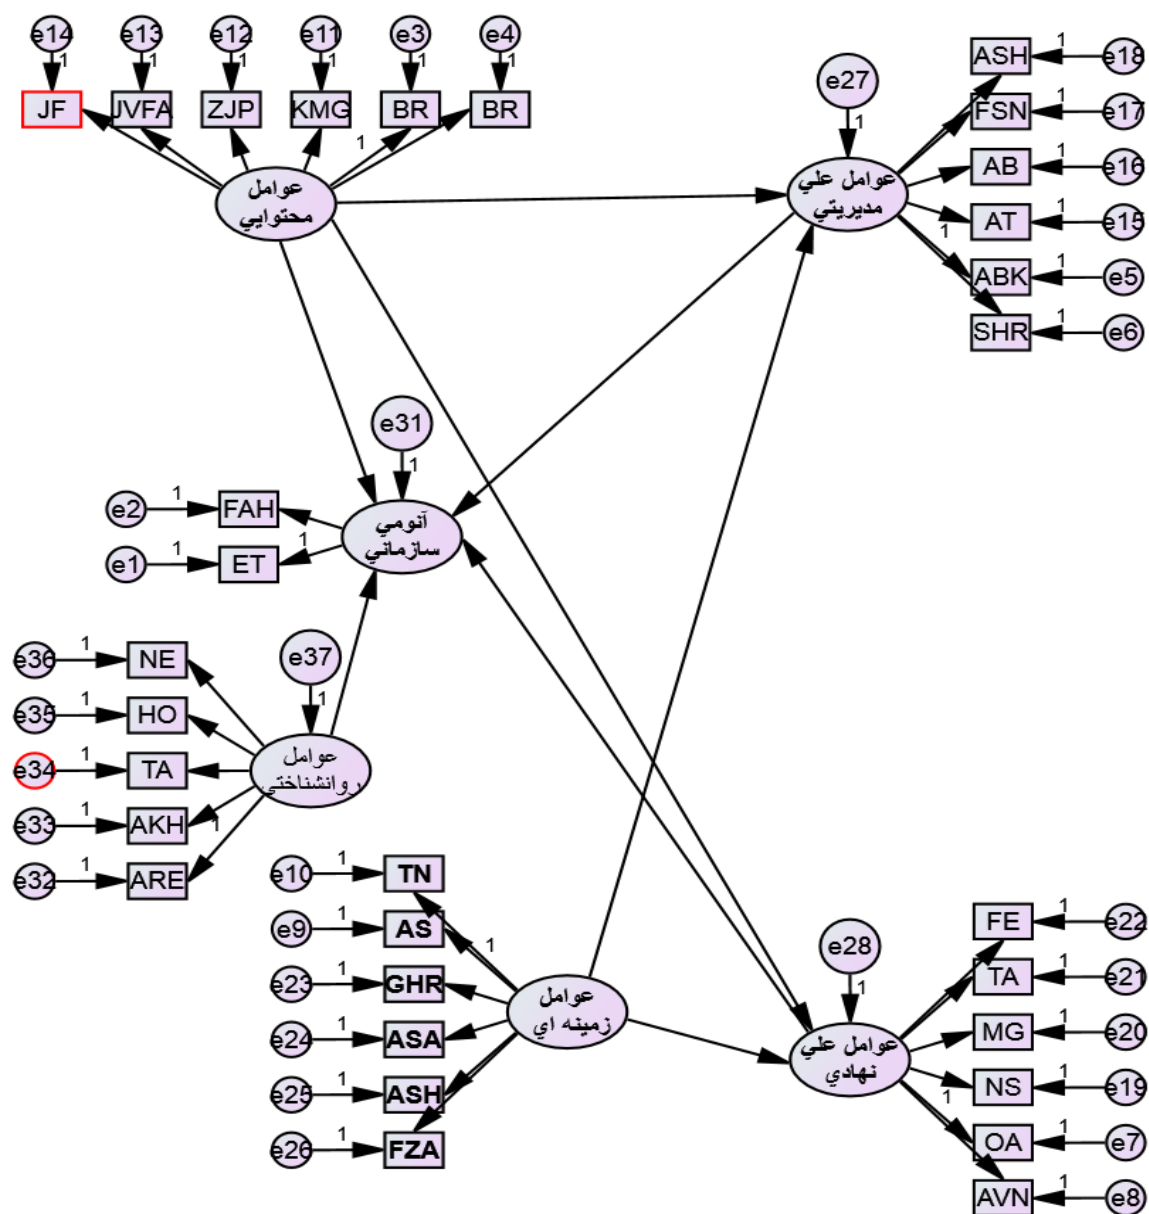 e14 e13 e12 e11 e3 e4
1 1 1 1 1 1
JF JVFA ZJP KMG BR BR
1
عوامل
محتوايي
e27
1
عوامل علي
مديريتي
ASH 1 e18
FSN 1 e17
AB 1 e16
AT 1 e15
1
ABK 1 e5
SHR 1 e6
e31
1
آنومي
سازماني
e2 1 FAH
e1 1 ET 1
e36 1 NE
e35 1 HO
e34 1 TA
e33 1 AKH 1
e32 1 ARE
e37
1
عوامل
روانشناختي
e10 1 TN
e9 1 AS 1
e23 1 GHR
e24 1 ASA
e25 1 ASH
e26 1 FZA
عوامل
زمينه اي
e28
1
عوامل علي
نهادي
FE 1 e22
TA 1 e21
MG 1 e20
NS 1 e19
1
OA 1 e7
AVN 1 e8